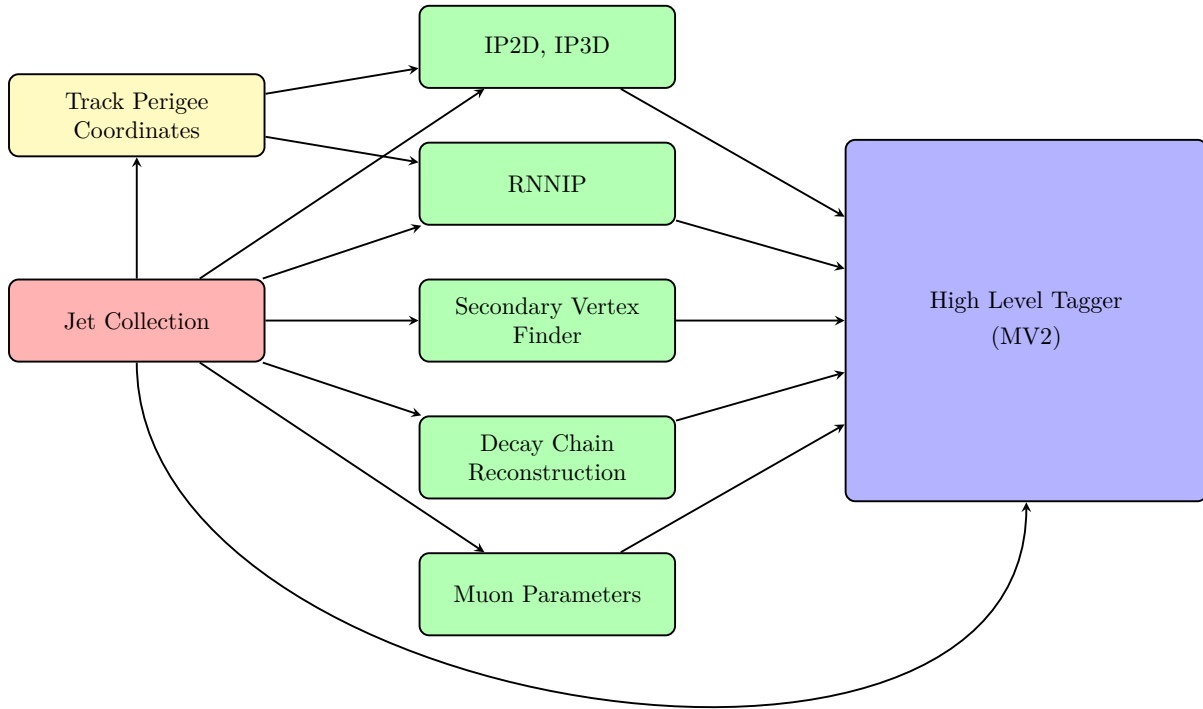 IP2D, IP3D
Track Perigee
Coordinates
RNNIP
Jet Collection
Secondary Vertex
Finder
High Level Tagger
(MV2)
Decay Chain
Reconstruction
Muon Parameters